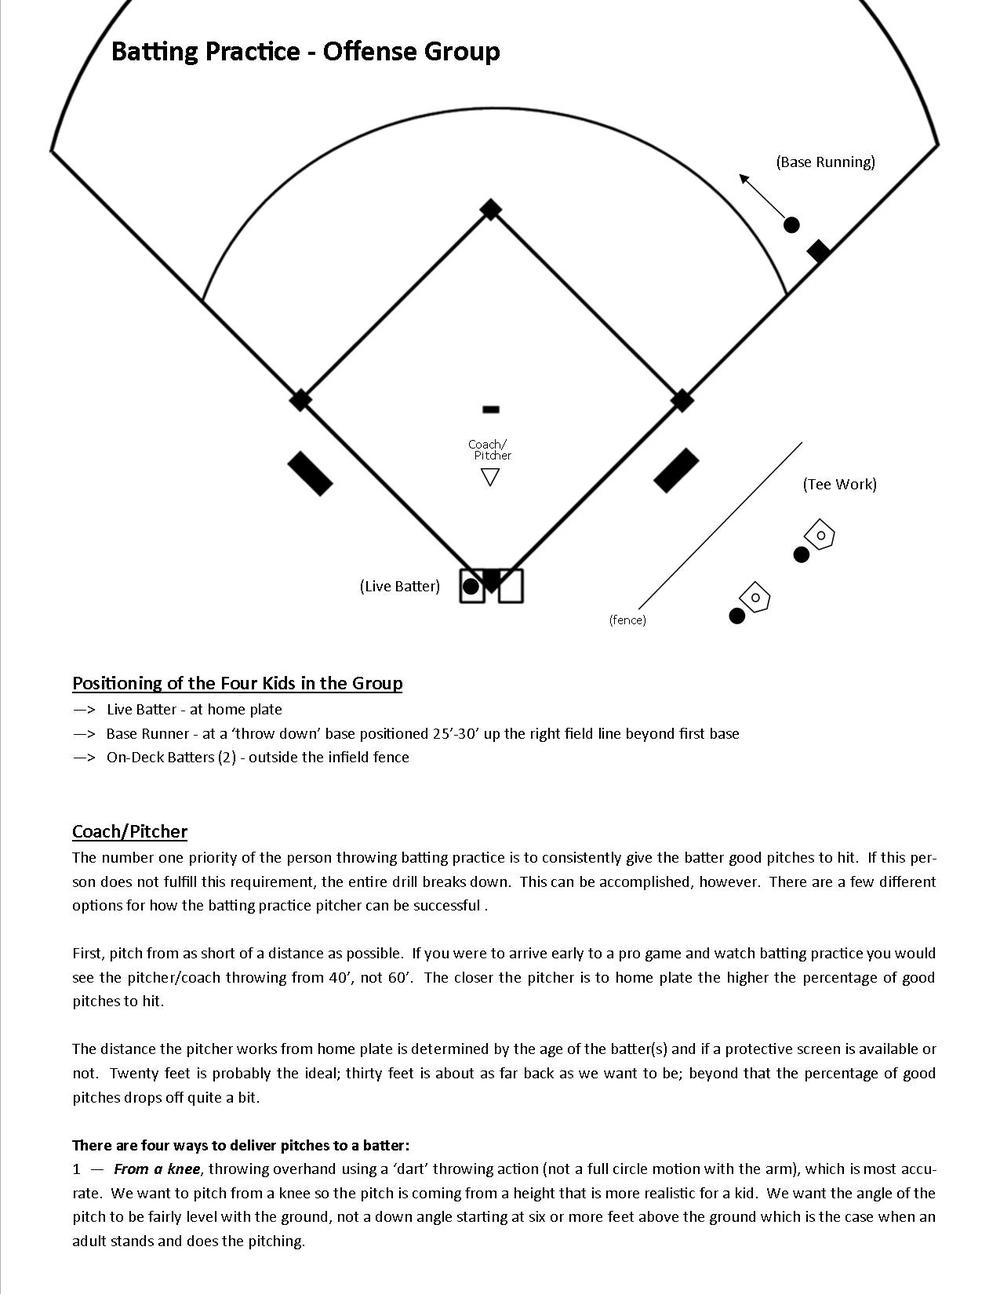 Batting Practice - Offense Group
(Base Running)
Coach/
Pitcher
(Tee Work)
(Live Batter)
(fence)
Positioning of the Four Kids in the Group
—> Live Batter - at home plate
—> Base Runner - at a ‘throw down’ base positioned 25’-30’ up the right field line beyond first base
—> On-Deck Batters (2) - outside the infield fence
Coach/Pitcher
The number one priority of the person throwing batting practice is to consistently give the batter good pitches to hit. If this per-
son does not fulfill this requirement, the entire drill breaks down. This can be accomplished, however. There are a few different
options for how the batting practice pitcher can be successful .
First, pitch from as short of a distance as possible. If you were to arrive early to a pro game and watch batting practice you would
see the pitcher/coach throwing from 40’, not 60’. The closer the pitcher is to home plate the higher the percentage of good
pitches to hit.
The distance the pitcher works from home plate is determined by the age of the batter(s) and if a protective screen is available or
not. Twenty feet is probably the ideal; thirty feet is about as far back as we want to be; beyond that the percentage of good
pitches drops off quite a bit.
There are four ways to deliver pitches to a batter:
1 — From a knee, throwing overhand using a ‘dart’ throwing action (not a full circle motion with the arm), which is most accu-
rate. We want to pitch from a knee so the pitch is coming from a height that is more realistic for a kid. We want the angle of the
pitch to be fairly level with the ground, not a down angle starting at six or more feet above the ground which is the case when an
adult stands and does the pitching.